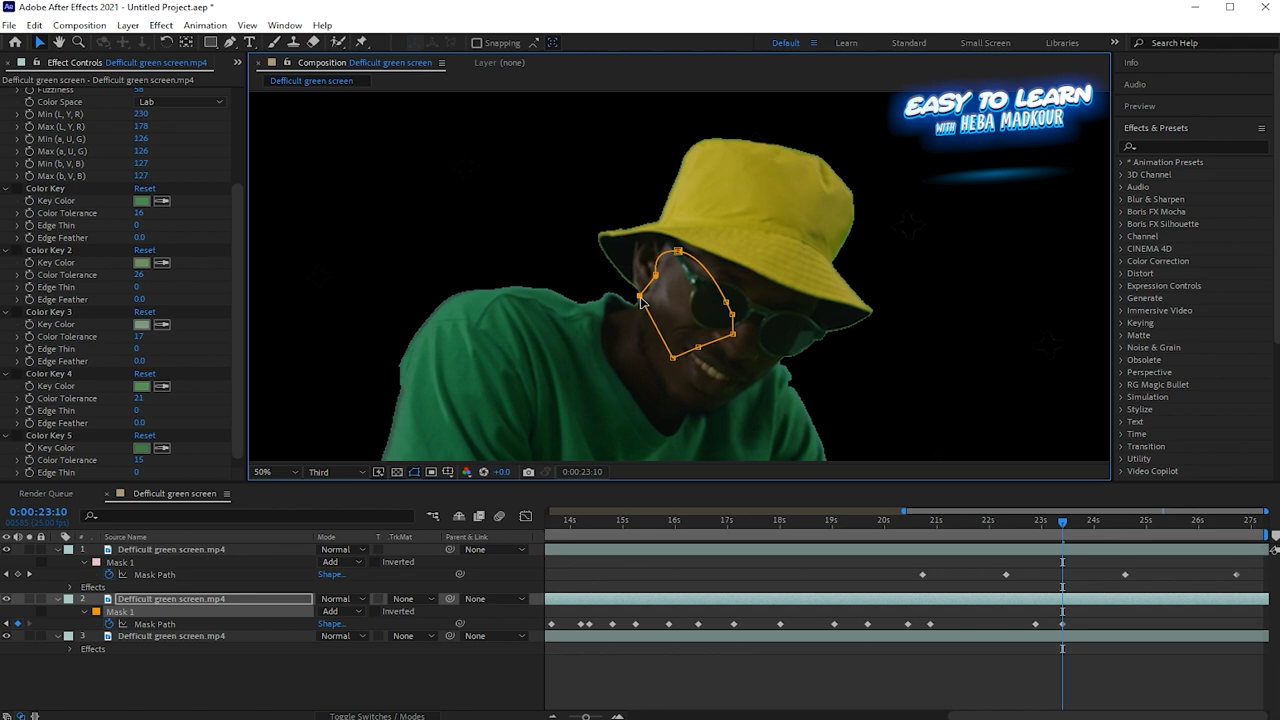 Adobe After Effects 2021 - Untitled Project.aep *
File Edit Composition Layer Effect Animation View Window Help
Snapping Default Learn Standard Small Screen Libraries Search Help
Effect Controls Defficult green screen.mp4
Composition Defficult green screen
Layer (none)
Info
Defficult green screen • Defficult green screen.mp4
Defficult green screen
Audio
Preview
Effects & Presets
EASY TO LEARN
WITH HEBA MADKOUR
Fuzziness 58
Color Space Lab
Min (L, Y, R) 230
Max (L, Y, R) 178
Min (a, U, G) 126
Max (a, U, G) 126
Min (b, V, B) 127
Max (b, V, B) 127
Color Key Reset
Key Color
Color Tolerance 16
Edge Thin 0
Edge Feather 0.0
Color Key 2 Reset
Key Color
Color Tolerance 26
Edge Thin 0
Edge Feather 0.0
Color Key 3 Reset
Key Color
Color Tolerance 17
Edge Thin 0
Edge Feather 0.0
Color Key 4 Reset
Key Color
Color Tolerance 21
Edge Thin 0
Edge Feather 0.0
Color Key 5 Reset
Key Color
Color Tolerance 15
Edge Thin 0
* Animation Presets
3D Channel
Audio
Blur & Sharpen
Boris FX Mocha
Boris FX Silhouette
Channel
CINEMA 4D
Color Correction
Distort
Expression Controls
Generate
Immersive Video
Keying
Matte
Noise & Grain
Obsolete
Perspective
RG Magic Bullet
Simulation
Stylize
Text
Time
Transition
Utility
Video Copilot
50% Third +0.0 0:00:23:10
Render Queue
Defficult green screen
0:00:23:10
00585 (25.00 fps)
14s 15s 16s 17s 18s 19s 20s 21s 22s 23s 24s 25s 26s 27s
# Source Name Mode T .TrkMat Parent & Link
1 Defficult green screen.mp4 Normal None
Mask 1 Add Inverted
Mask Path Shape...
Effects
2 Defficult green screen.mp4 Normal None None
Mask 1 Add Inverted
Mask Path Shape...
3 Defficult green screen.mp4 Normal None None
Effects
Toggle Switches / Modes